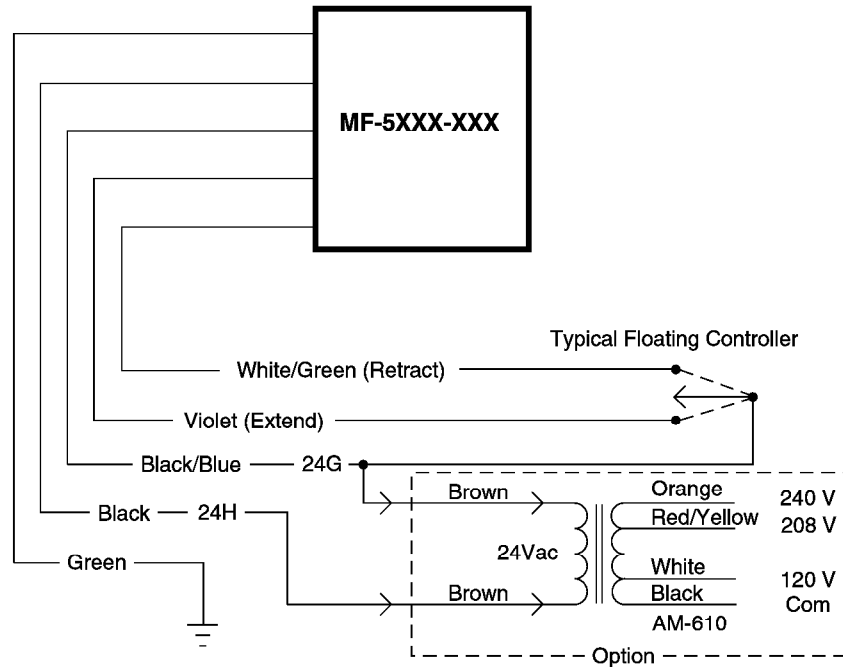 MF-5XXX-XXX
Typical Floating Controller
White/Green (Retract)
Violet (Extend)
Black/Blue 24G
Brown
Orange 240 V
Black 24H
Red/Yellow 208 V
24Vac
Green
White 120 V
Brown
Black Com
AM-610
Option